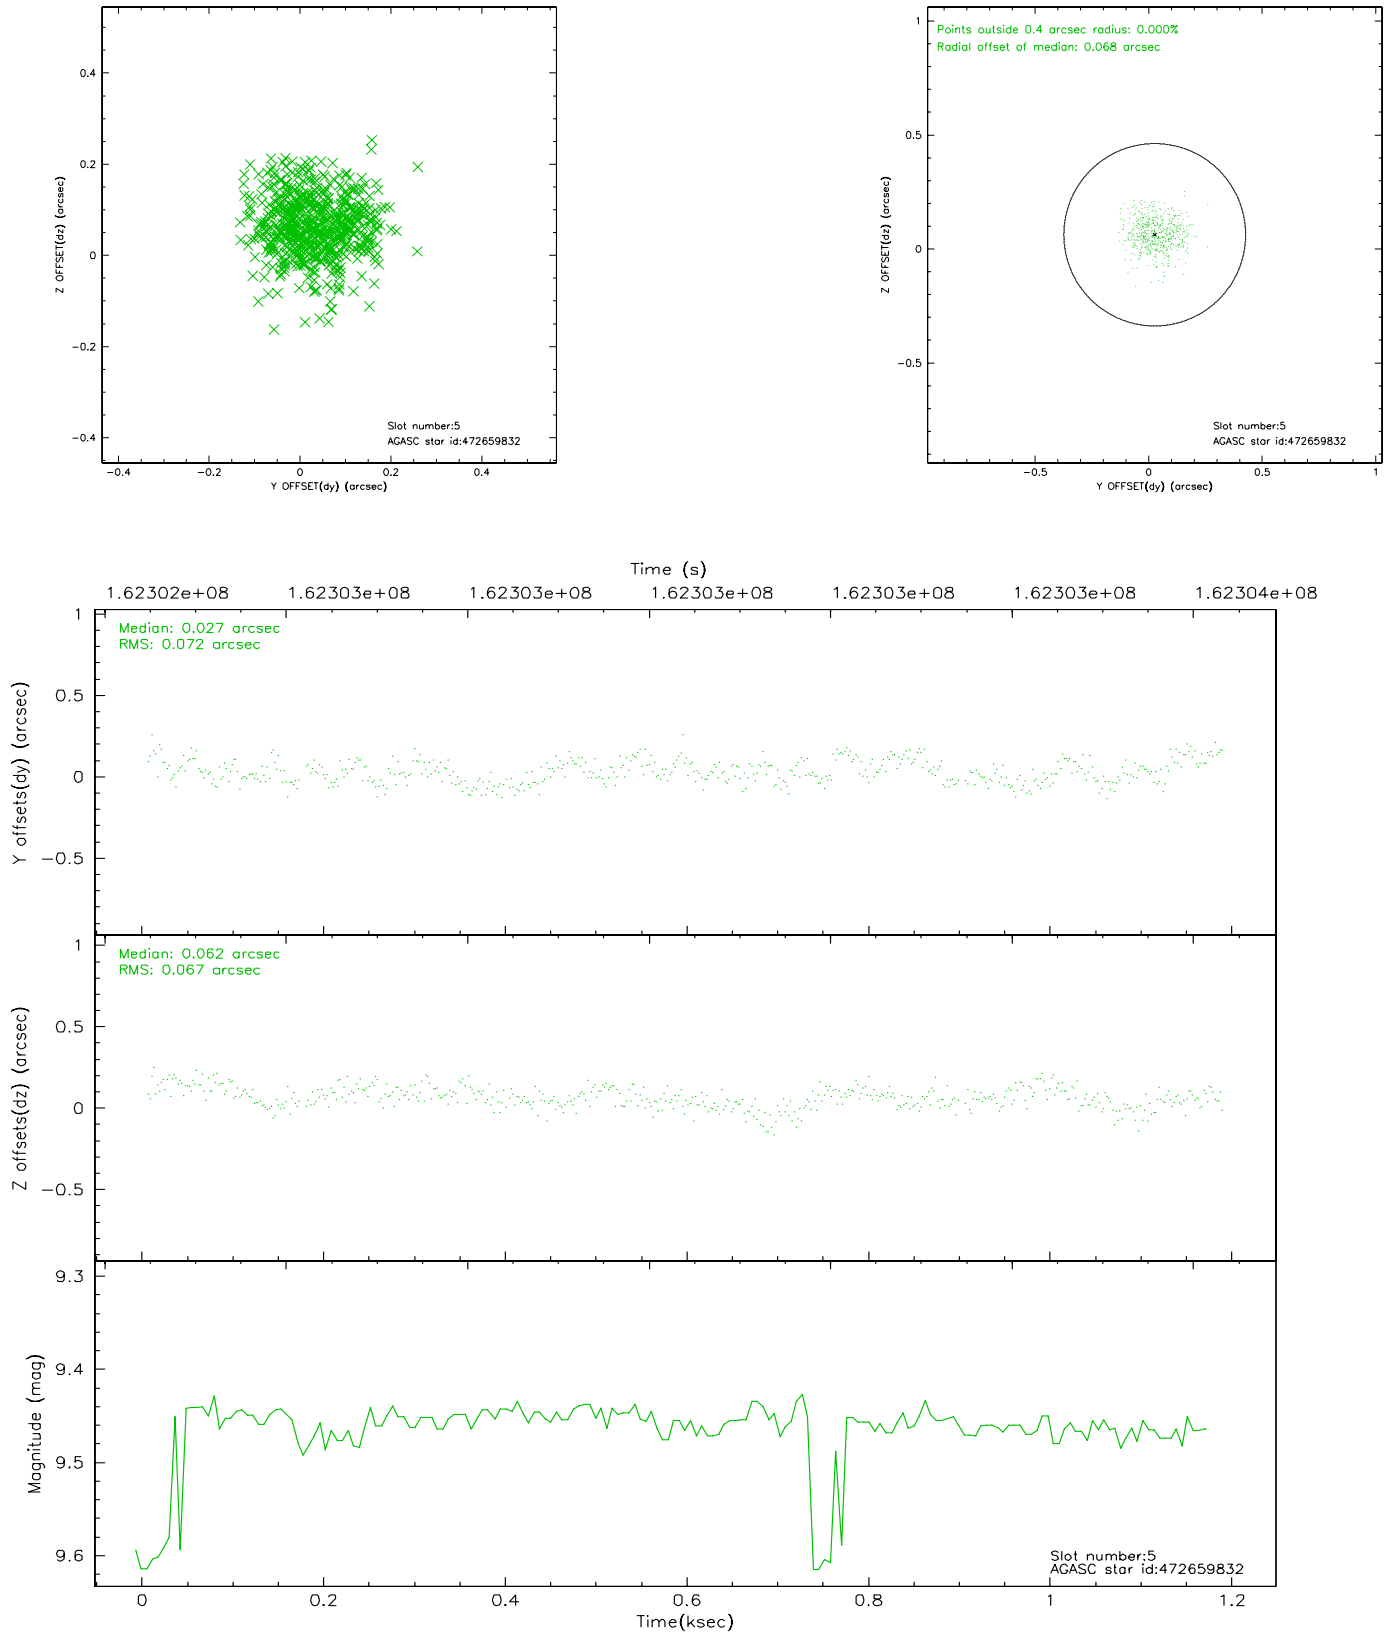 0.4
0.2
0
−0.2
−0.4
Z OFFSET(dz) (arcsec)
Slot number:5
AGASC star id:472659832
−0.4 −0.2 0 0.2 0.4
Y OFFSET(dy) (arcsec)
Points outside 0.4 arcsec radius: 0.000%
Radial offset of median: 0.068 arcsec
1
0.5
0
−0.5
Z OFFSET(dz) (arcsec)
Slot number:5
AGASC star id:472659832
−0.5 0 0.5 1
Y OFFSET(dy) (arcsec)
Time (s)
1.62302e+08 1.62303e+08 1.62303e+08 1.62303e+08 1.62303e+08 1.62303e+08 1.62304e+08
Median: 0.027 arcsec
RMS: 0.072 arcsec
1
0.5
0
−0.5
Y offsets(dy) (arcsec)
Median: 0.062 arcsec
RMS: 0.067 arcsec
1
0.5
0
−0.5
Z offsets(dz) (arcsec)
9.3
9.4
9.5
9.6
Magnitude (mag)
Slot number:5
AGASC star id:472659832
0 0.2 0.4 0.6 0.8 1 1.2
Time(ksec)